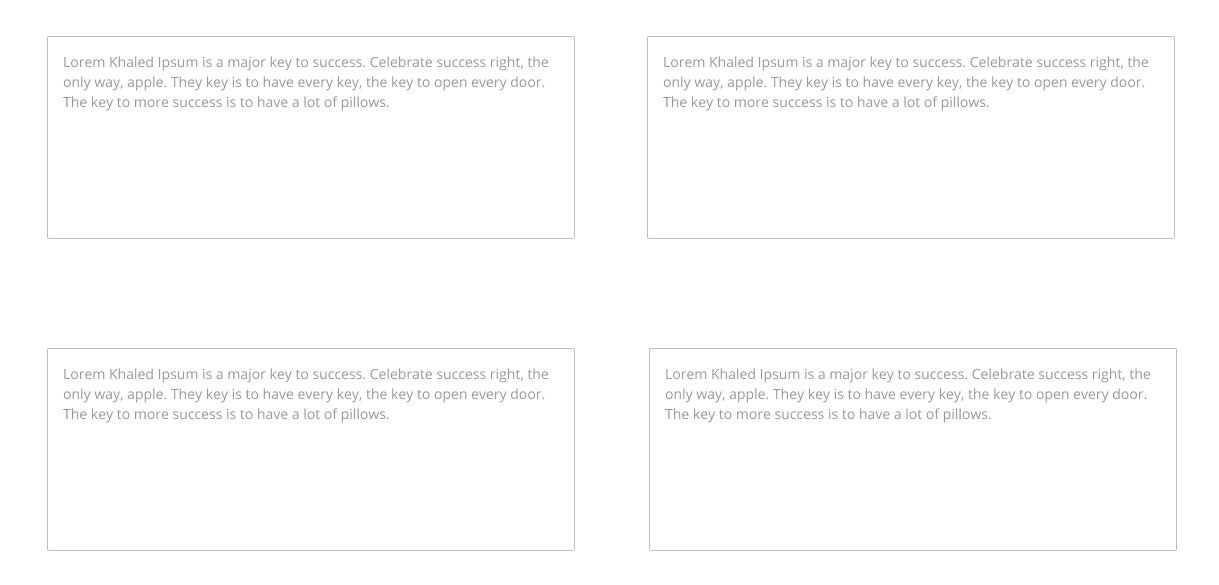 Lorem Khaled Ipsum is a major key to success. Celebrate success right, the
only way, apple. They key is to have every key, the key to open every door.
The key to more success is to have a lot of pillows.
Lorem Khaled Ipsum is a major key to success. Celebrate success right, the
only way, apple. They key is to have every key, the key to open every door.
The key to more success is to have a lot of pillows.
Lorem Khaled Ipsum is a major key to success. Celebrate success right, the
only way, apple. They key is to have every key, the key to open every door.
The key to more success is to have a lot of pillows.
Lorem Khaled Ipsum is a major key to success. Celebrate success right, the
only way, apple. They key is to have every key, the key to open every door.
The key to more success is to have a lot of pillows.